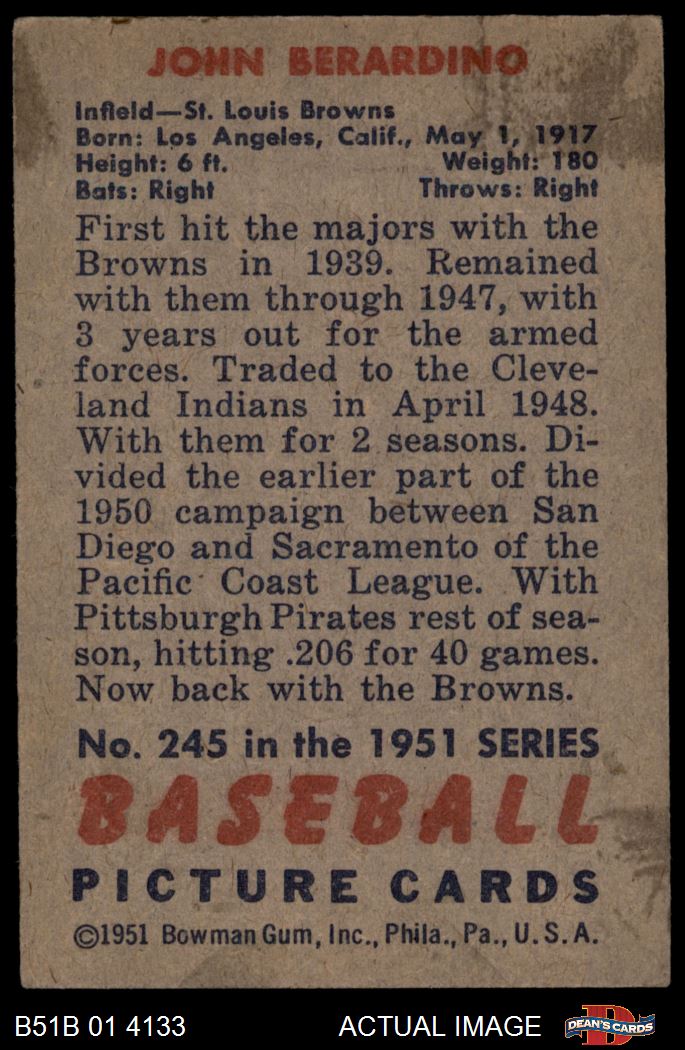 JOHN BERARDINO
Infield—St. Louis Browns
Born: Los Angeles, Calif., May 1, 1917
Height: 6 ft. Weight: 180
Bats: Right Throws: Right
First hit the majors with the
Browns in 1939. Remained
with them through 1947, with
3 years out for the armed
forces. Traded to the Cleve-
land Indians in April 1948.
With them for 2 seasons. Di-
vided the earlier part of the
1950 campaign between San
Diego and Sacramento of the
Pacific Coast League. With
Pittsburgh Pirates rest of sea-
son, hitting .206 for 40 games.
Now back with the Browns.
No. 245 in the 1951 SERIES
BASEBALL
PICTURE CARDS
©1951 Bowman Gum, Inc., Phila., Pa., U.S.A.
B51B 01 4133 ACTUAL IMAGE D DEAN'S CARDS